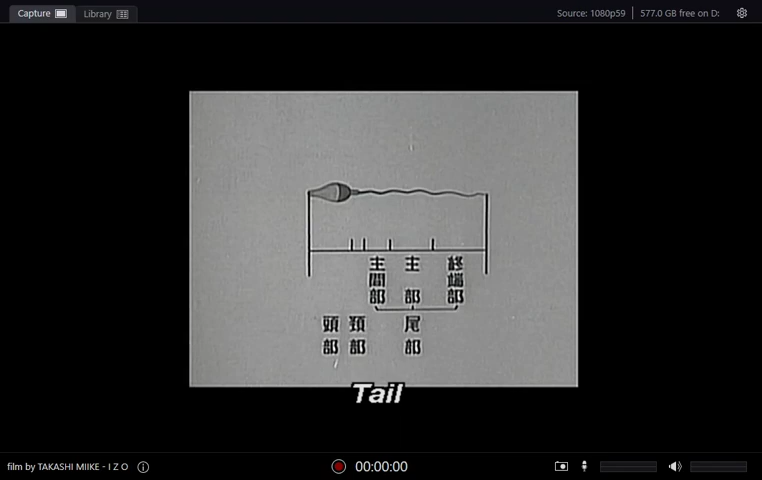 Capture
Library
Source: 1080p59
577.0 GB free on D:
主間部
主部
終端部
頭部
頚部
尾部
Tail
film by TAKASHI MIIKE - I Z O
00:00:00